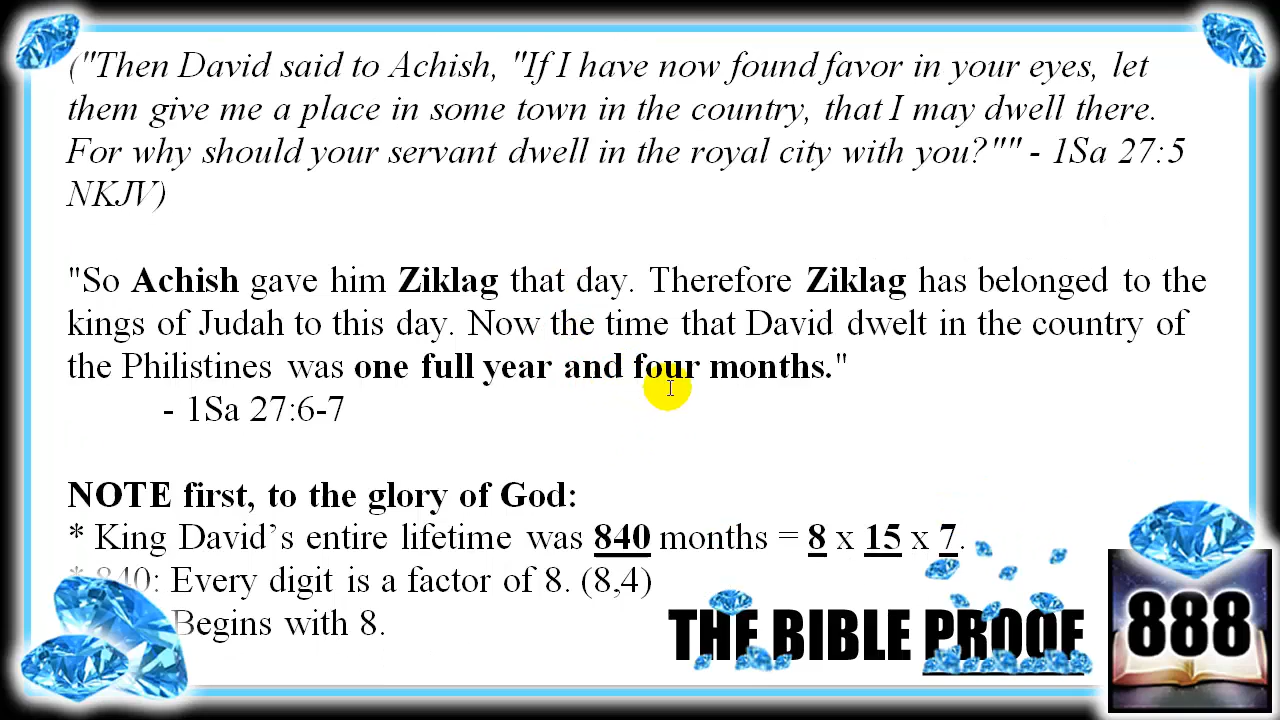 ("Then David said to Achish, "If I have now found favor in your eyes, let
them give me a place in some town in the country, that I may dwell there.
For why should your servant dwell in the royal city with you?"" - 1Sa 27:5
NKJV)
"So Achish gave him Ziklag that day. Therefore Ziklag has belonged to the
kings of Judah to this day. Now the time that David dwelt in the country of
the Philistines was one full year and four months."
- 1Sa 27:6-7
NOTE first, to the glory of God:
* King David’s entire lifetime was 840 months = 8 x 15 x 7.
* 840: Every digit is a factor of 8. (8,4)
Begins with 8.
THE BIBLE PROOF
888